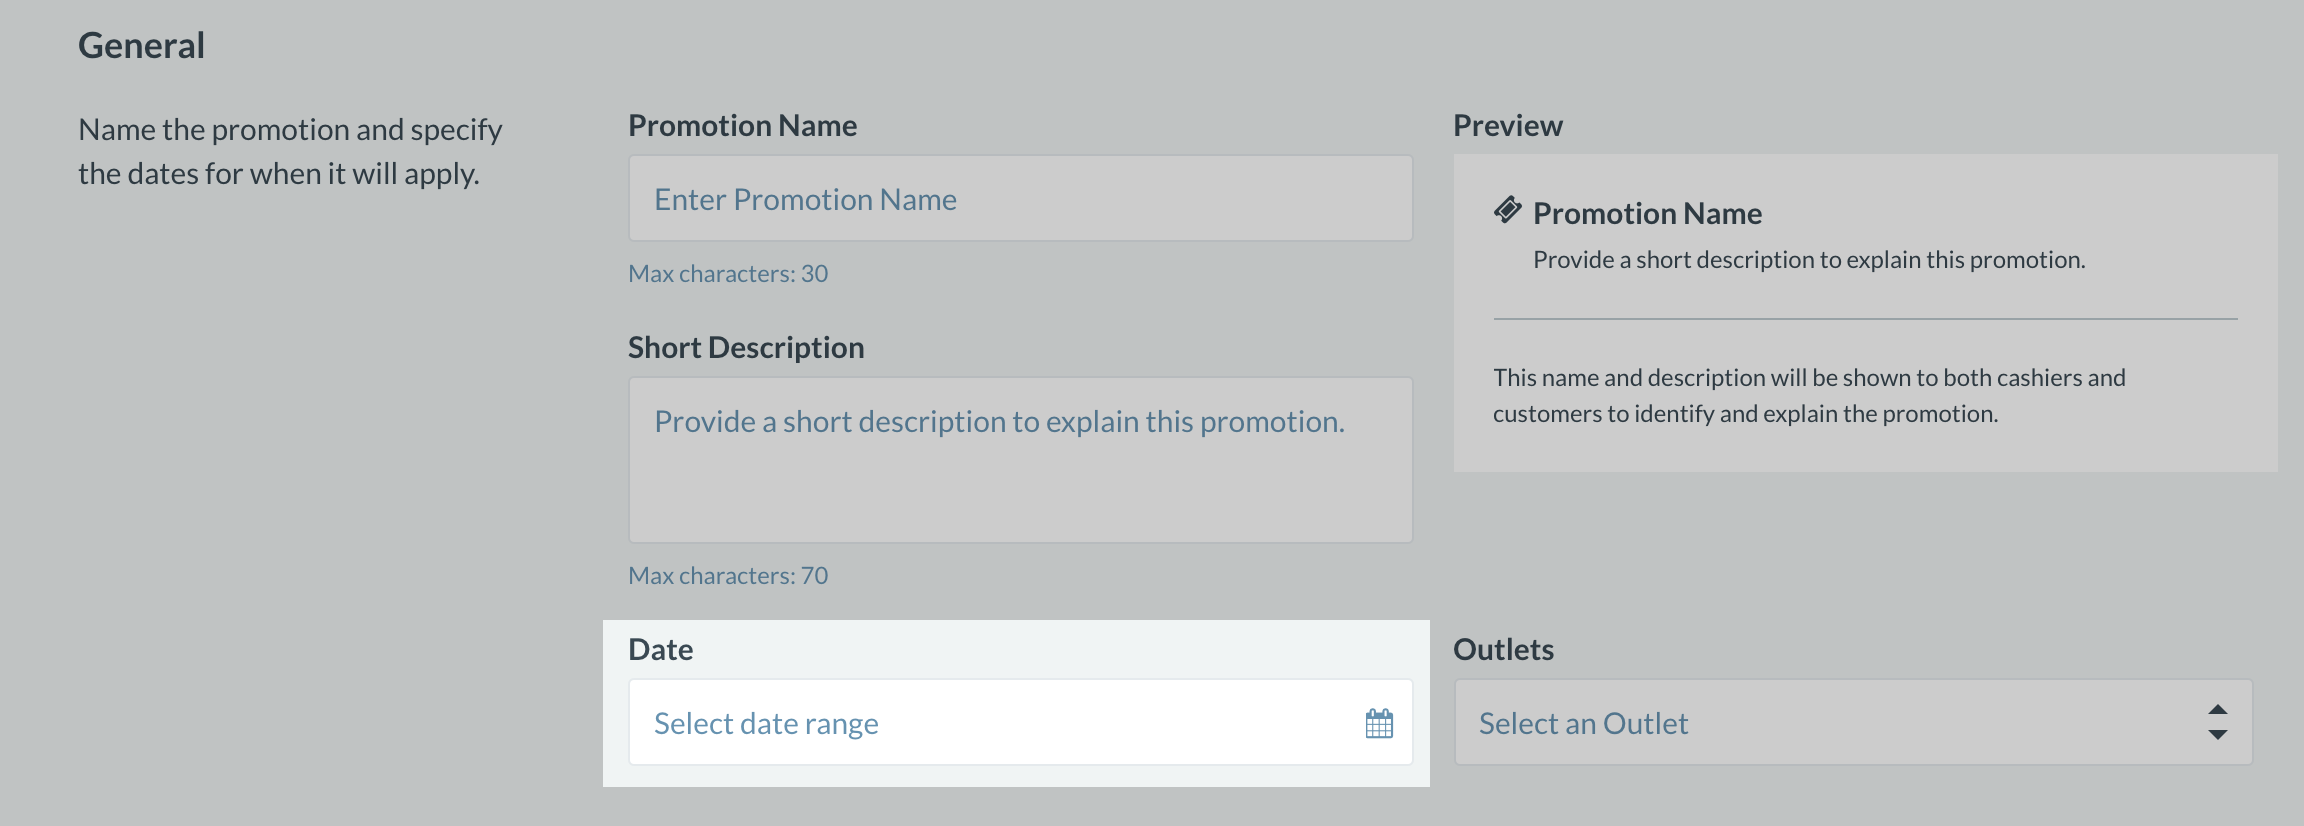 General
Name the promotion and specify
the dates for when it will apply.
Promotion Name
Enter Promotion Name
Max characters: 30
Short Description
Provide a short description to explain this promotion.
Max characters: 70
Date
Select date range
Preview
Promotion Name
Provide a short description to explain this promotion.
This name and description will be shown to both cashiers and
customers to identify and explain the promotion.
Outlets
Select an Outlet